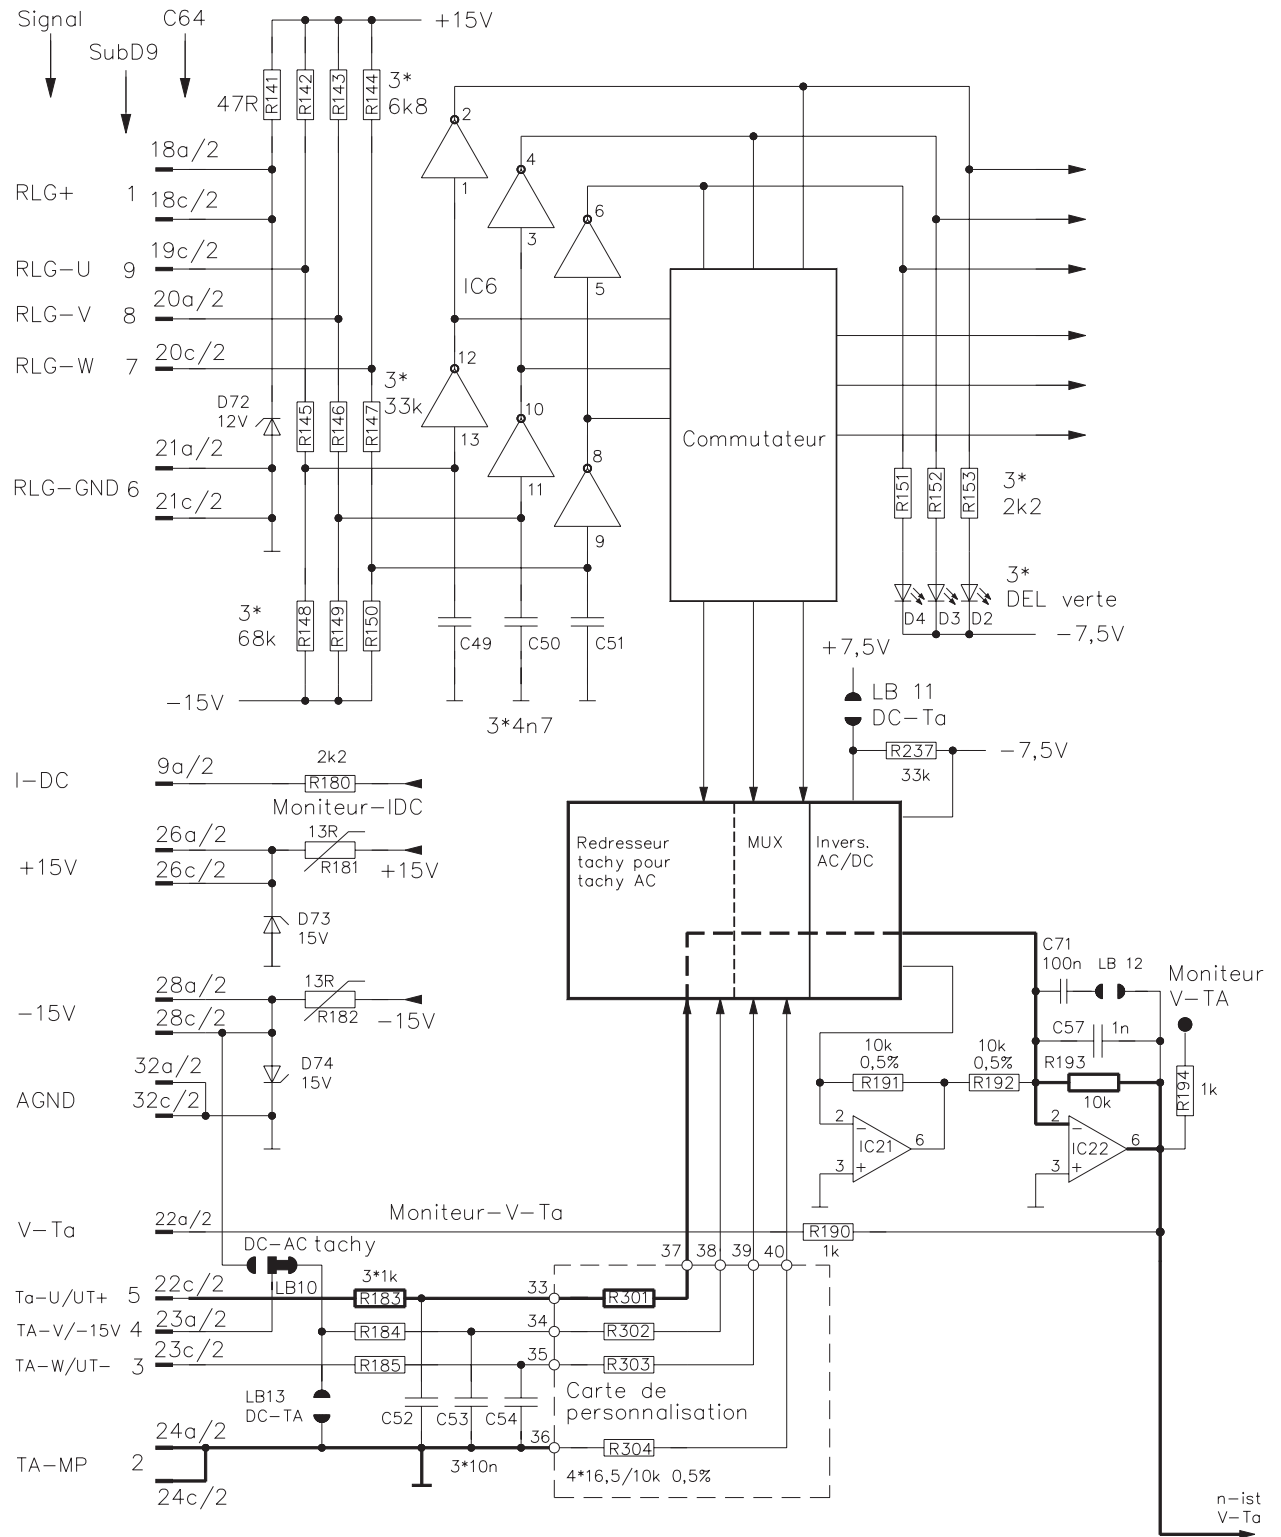 Signal
C64
SubD9
+15V
R141
R142
R143
R144
47R
3*
6k8
2
1
4
3
6
5
18a/2
RLG+ 1
18c/2
19c/2
RLG-U 9
20a/2
RLG-V 8
20c/2
RLG-W 7
IC6
D72
12V
R145
R146
R147
3*
33k
12
13
10
11
8
9
Commutateur
21a/2
RLG-GND 6
21c/2
R151
R152
R153
3*
2k2
3*
68k
R148
R149
R150
C49
C50
C51
3*4n7
-15V
D4
D3
D2
3*
DEL verte
-7,5V
+7,5V
LB 11
DC-Ta
R237
33k
-7,5V
I-DC
9a/2
2k2
R180
Moniteur-IDC
26a/2
+15V
26c/2
13R
R181
+15V
D73
15V
28a/2
-15V
28c/2
13R
R182
-15V
D74
15V
32a/2
AGND
32c/2
Redresseur
tachy pour
tachy AC
MUX
Invers.
AC/DC
C71
100n
LB 12
Moniteur
V-TA
C57
1n
10k
0,5%
R191
10k
0,5%
R192
R193
10k
R194
1k
2
-
IC21
6
3
+
2
-
IC22
6
3
+
V-Ta
22a/2
Moniteur-V-Ta
R190
1k
DC-AC tachy
LB10
37
38
39
40
Ta-U/UT+ 5
22c/2
3*1k
R183
33
R301
TA-V/-15V 4
23a/2
R184
34
R302
TA-W/UT- 3
23c/2
R185
35
R303
LB13
DC-TA
C52
C53
C54
Carte de
personnalisation
24a/2
TA-MP 2
24c/2
3*10n
36
R304
4*16,5/10k 0,5%
n-ist
V-Ta